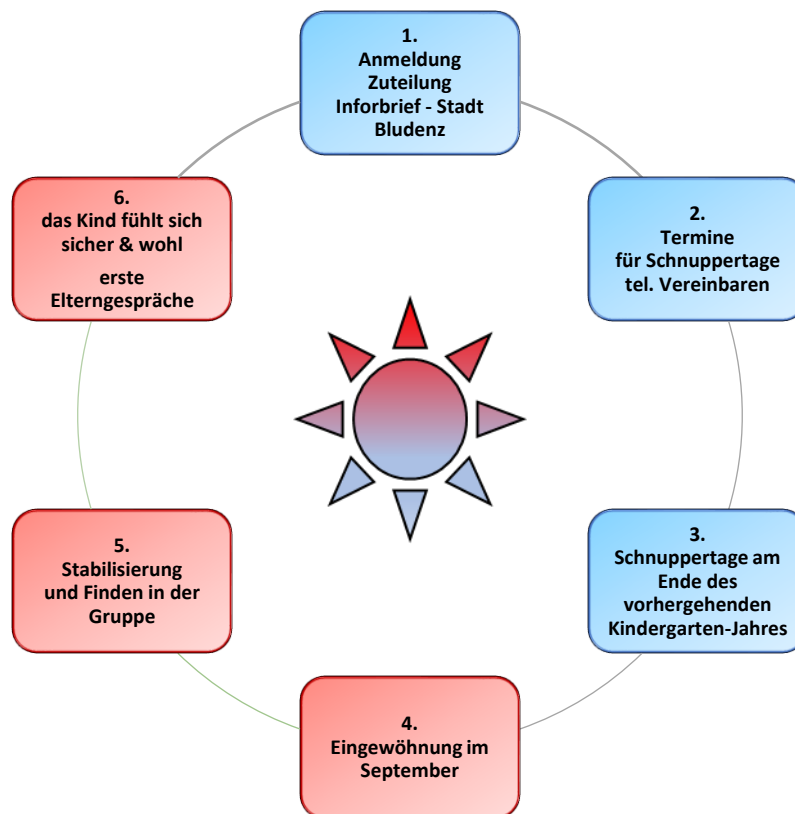 1.
Anmeldung
Zuteilung
Inforbrief - Stadt
Bludenz
2.
Termine
für Schnuppertage
tel. Vereinbaren
3.
Schnuppertage am
Ende des
vorhergehenden
Kindergarten-Jahres
4.
Eingewöhnung im
September
5.
Stabilisierung
und Finden in der
Gruppe
6.
das Kind fühlt sich
sicher & wohl
erste
Elterngespräche